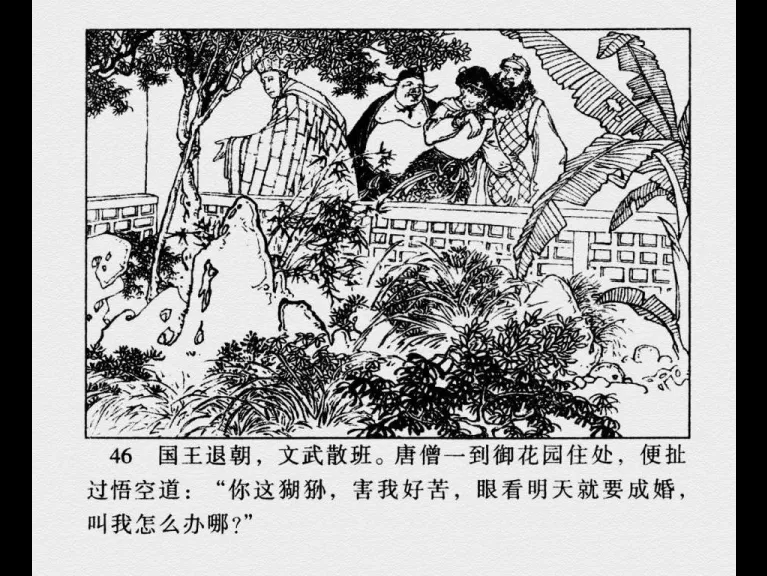 46 国王退朝，文武散班。唐僧一到御花园住处，便扯
过悟空道：“你这猢狲，害我好苦，眼看明天就要成婚，
叫我怎么办哪？”